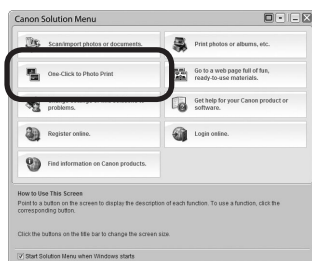 Canon Solution Menu
Scan/import photos or documents.
Print photos or albums, etc.
One-Click to Photo Print
Go to a web page full of fun,
ready-to-use materials.
problems.
Get help for your Canon product or
software.
Register online.
Login online.
Find information on Canon products.
How to Use This Screen
Point to a button on the screen to display the description of each function. To use a function, click the
corresponding button.
Click the buttons on the title bar to change the screen size.
Start Solution Menu when Windows starts